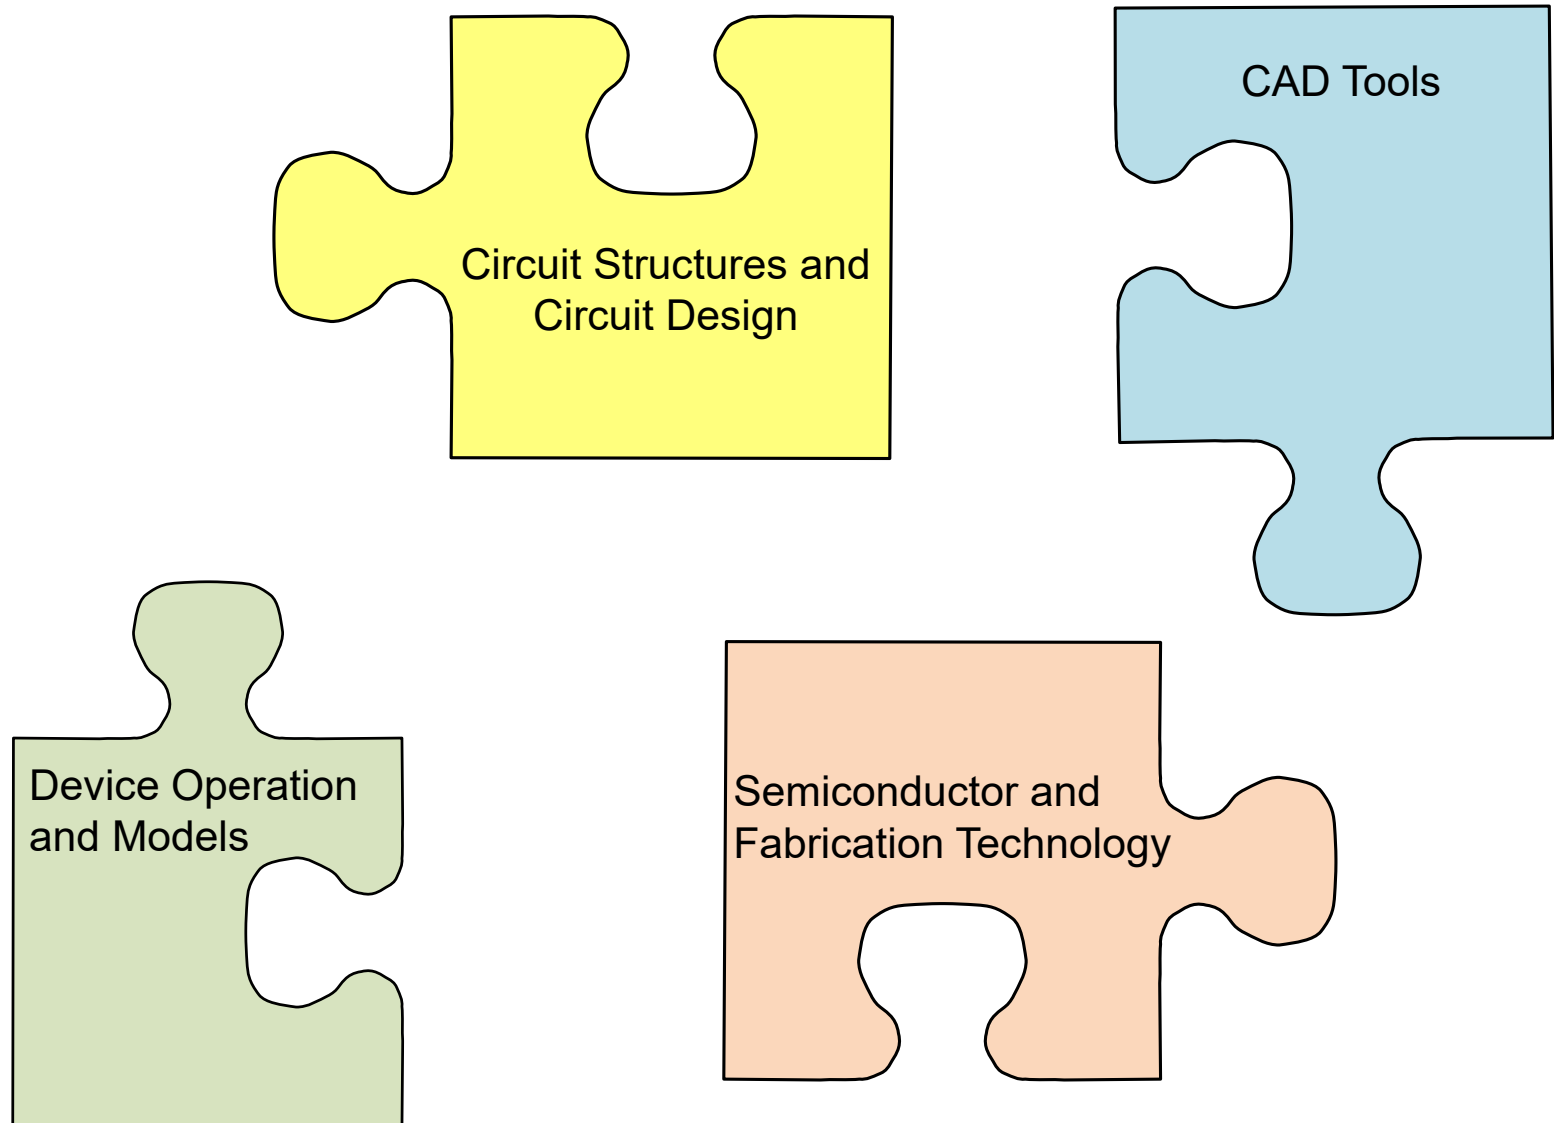 CAD Tools
Circuit Structures and
Circuit Design
Device Operation
and Models
Semiconductor and
Fabrication Technology